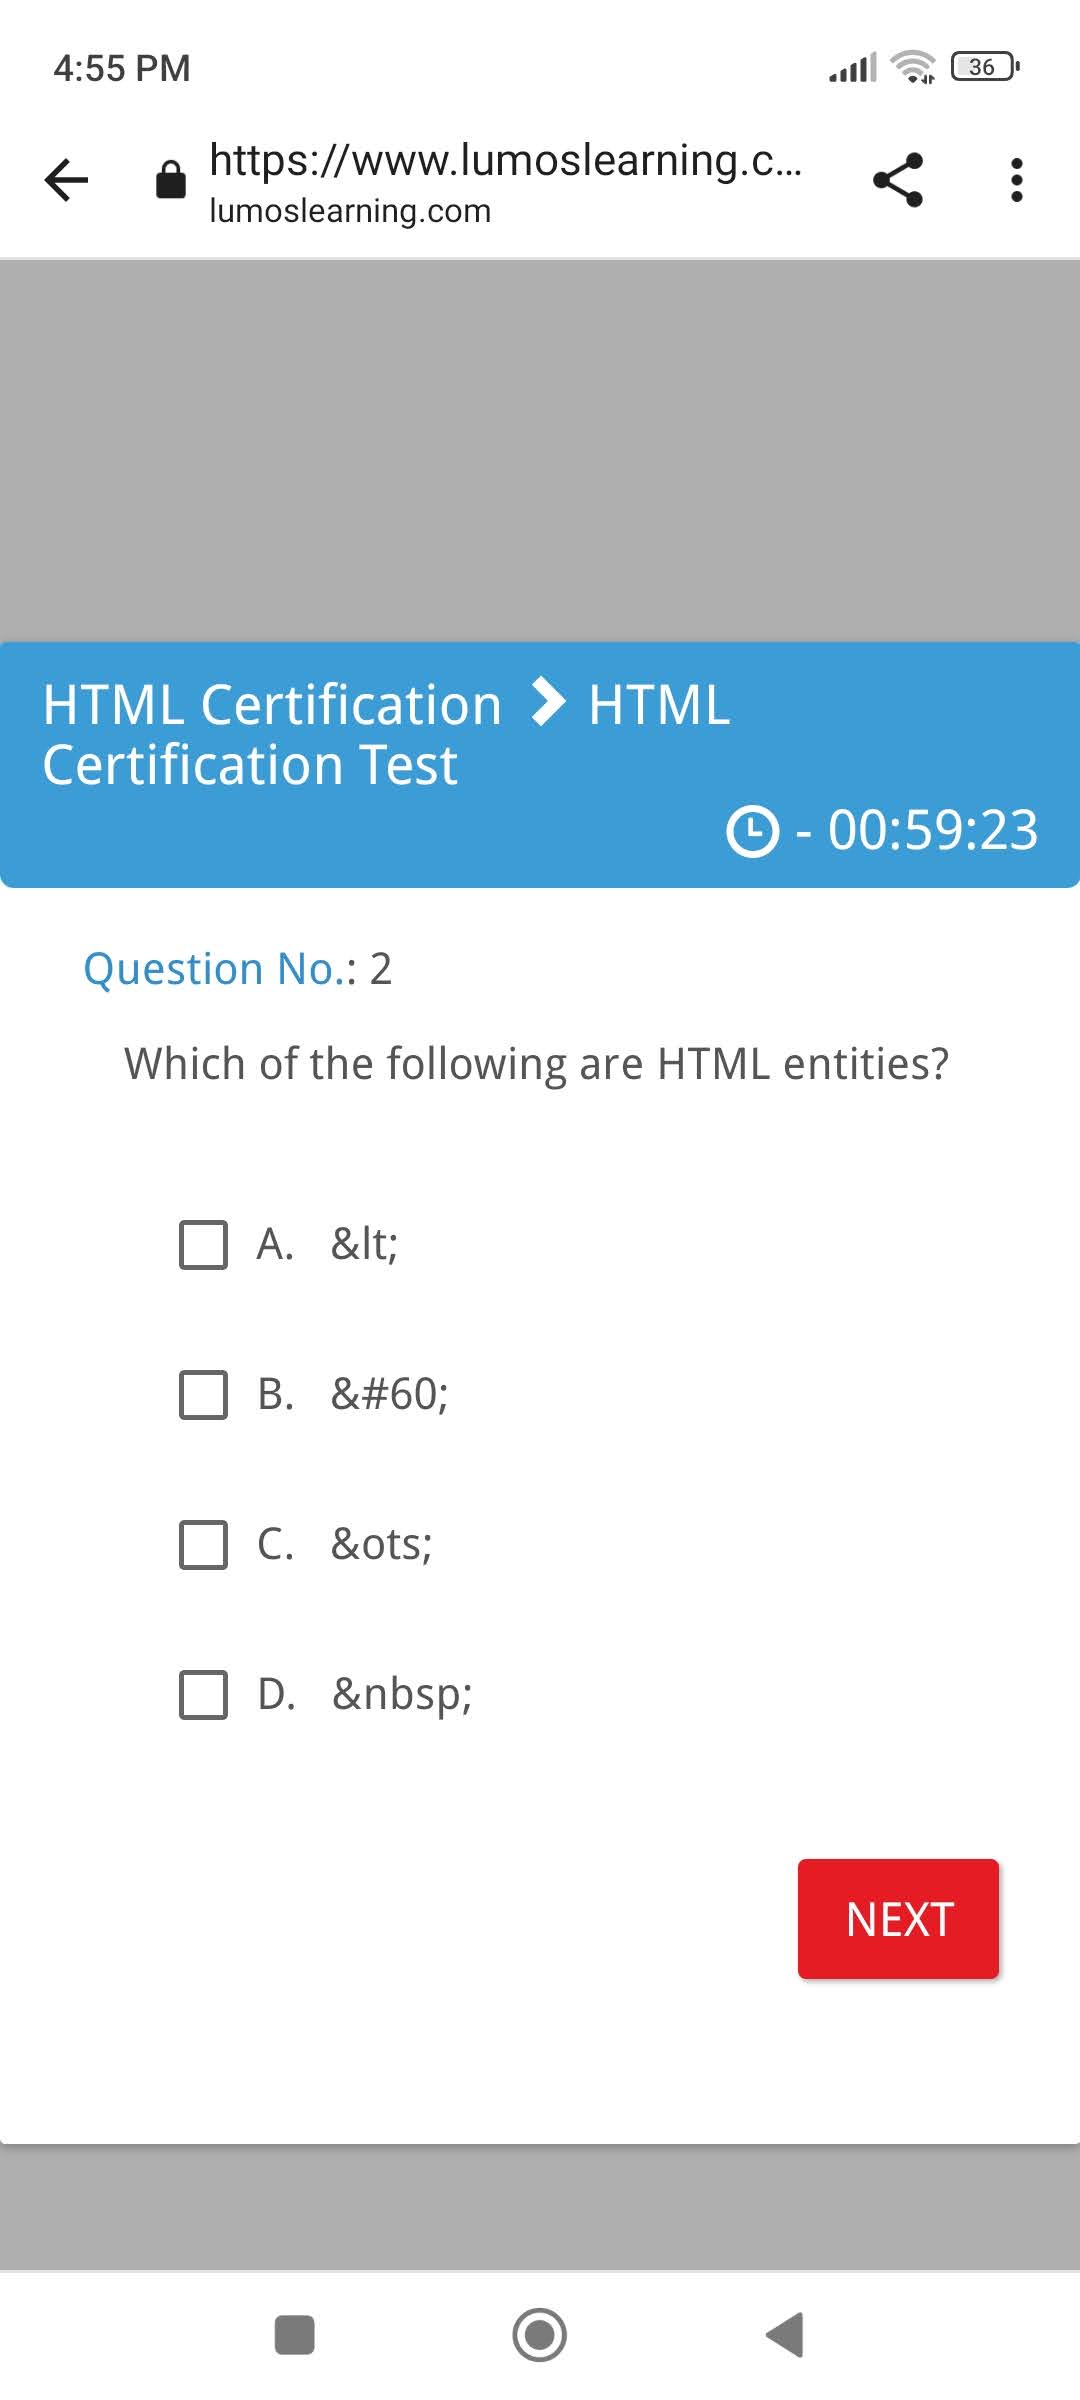 4:55 PM
36
https://www.lumoslearning.c...
lumoslearning.com
HTML Certification > HTML
Certification Test
- 00:59:23
Question No.: 2
Which of the following are HTML entities?
A. &lt;
B. &#60;
C. &ots;
D. &nbsp;
NEXT